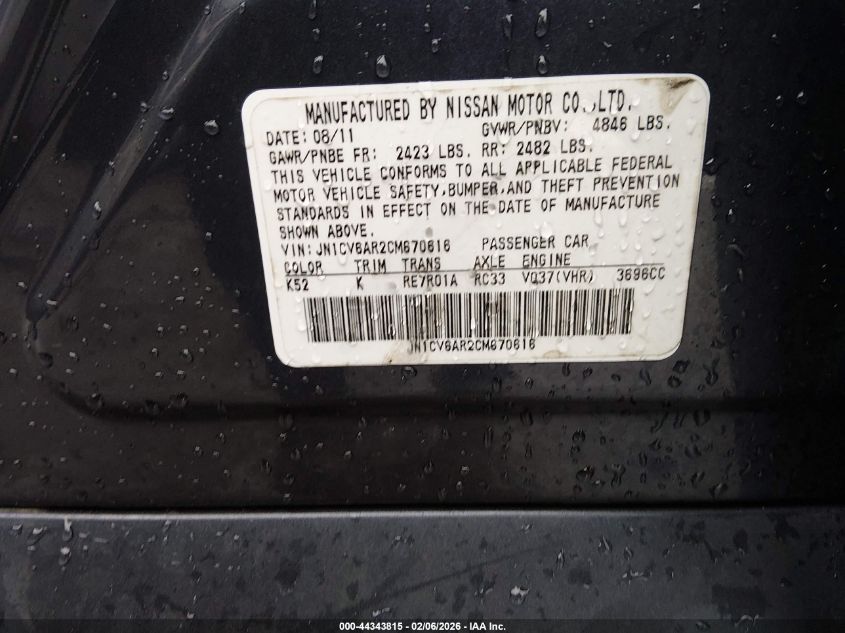 MANUFACTURED BY NISSAN MOTOR CO.,LTD.
DATE: 08/11 GVWR/PNBV: 4846 LBS.
GAWR/PNBE FR: 2423 LBS. RR: 2482 LBS.
THIS VEHICLE CONFORMS TO ALL APPLICABLE FEDERAL
MOTOR VEHICLE SAFETY,BUMPER,AND THEFT PREVENTION
STANDARDS IN EFFECT ON THE DATE OF MANUFACTURE
SHOWN ABOVE.
VIN: JN1CV6AR2CM670616 PASSENGER CAR
COLOR TRIM TRANS AXLE ENGINE
K52 K RE7R01A RC33 VQ37(VHR) 3696CC
JN1CV6AR2CM670616
000-44343815 - 02/06/2026 - IAA Inc.